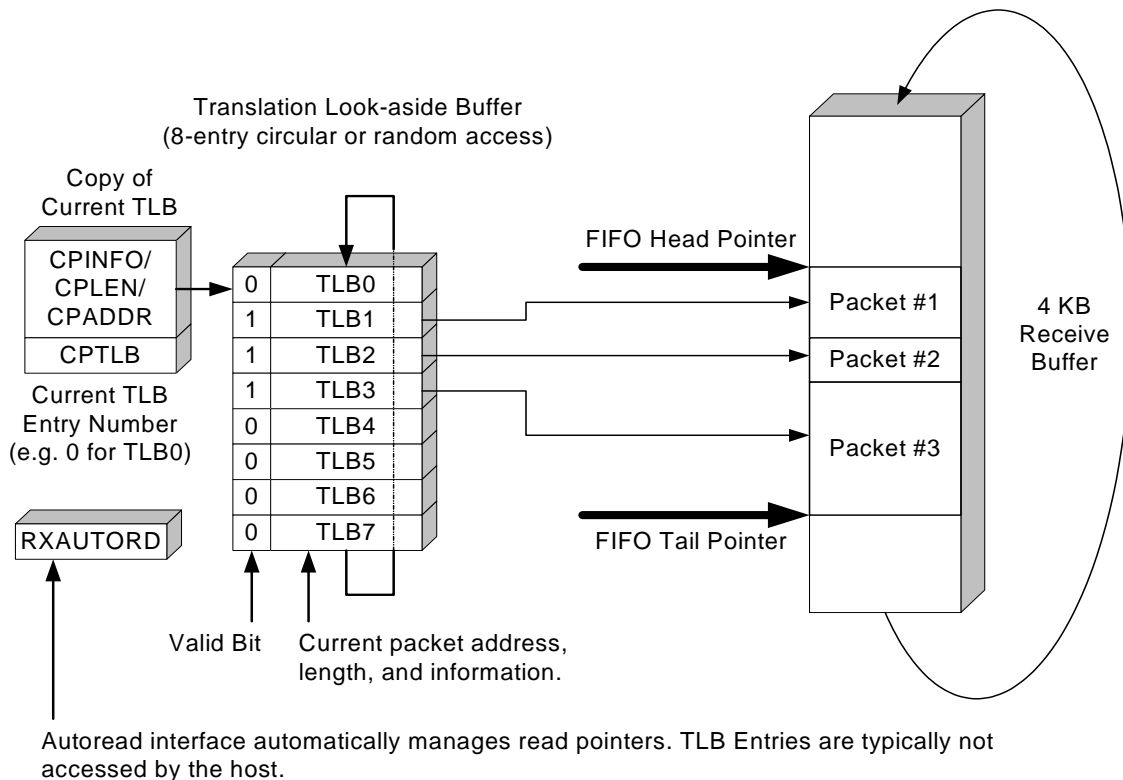 Translation Look-aside Buffer
(8-entry circular or random access)
Copy of
Current TLB
CPINFO/
CPLEN/
CPADDR
CPTLB
Current TLB
Entry Number
(e.g. 0 for TLB0)
RXAUTORD
0 TLB0
1 TLB1
1 TLB2
1 TLB3
0 TLB4
0 TLB5
0 TLB6
0 TLB7
Valid Bit
Current packet address,
length, and information.
FIFO Head Pointer
Packet #1
Packet #2
Packet #3
FIFO Tail Pointer
4 KB
Receive
Buffer
Autoread interface automatically manages read pointers. TLB Entries are typically not
accessed by the host.